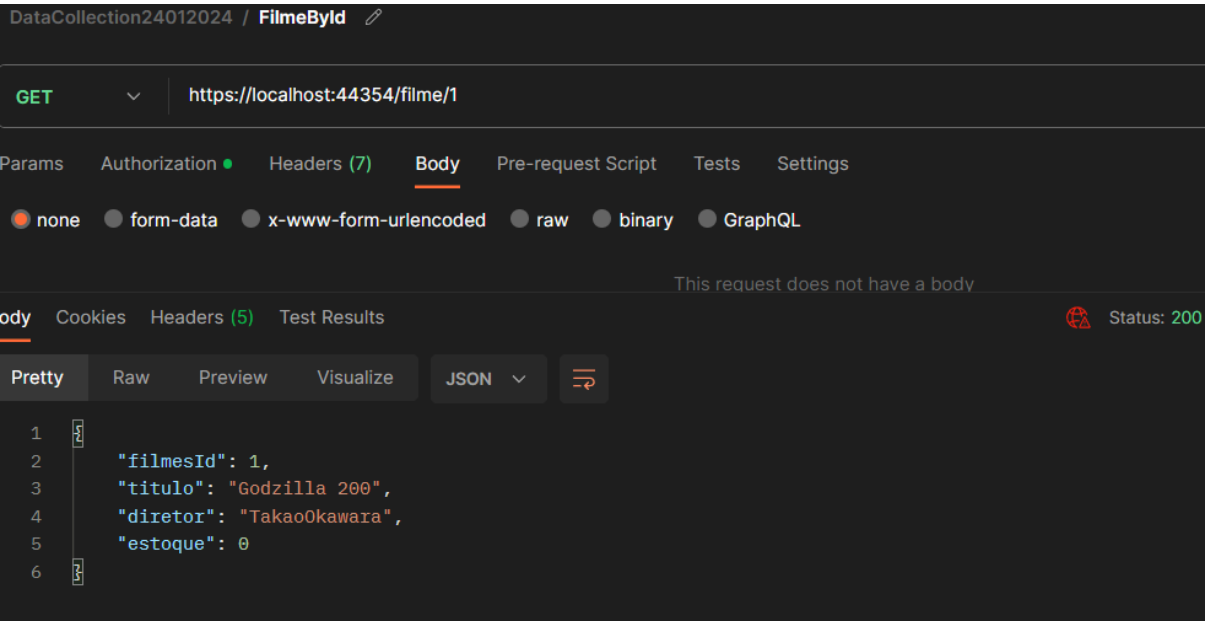 DataCollection24012024 / FilmeById
GET https://localhost:44354/filme/1
Params Authorization Headers (7) Body Pre-request Script Tests Settings
none form-data x-www-form-urlencoded raw binary GraphQL
This request does not have a body
ody Cookies Headers (5) Test Results Status: 200
Pretty Raw Preview Visualize JSON
1 {
2 "filmesId": 1,
3 "titulo": "Godzilla 200",
4 "diretor": "TakaoOkawara",
5 "estoque": 0
6 }